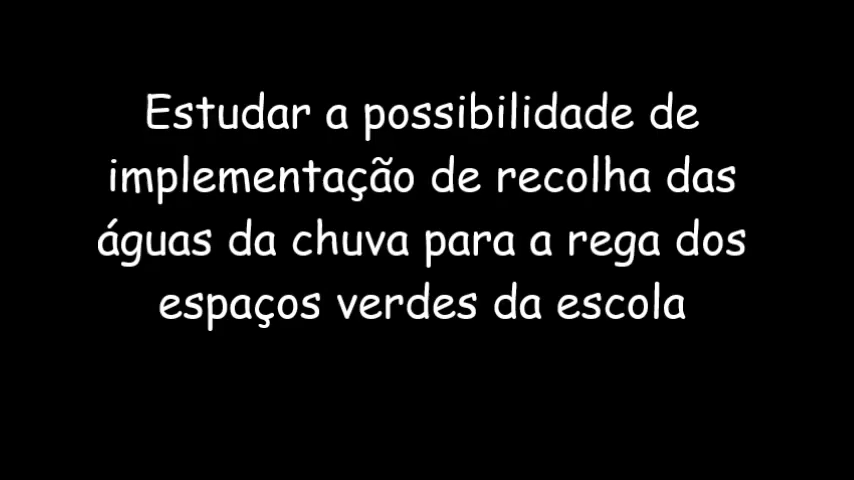 Estudar a possibilidade de
implementação de recolha das
águas da chuva para a rega dos
espaços verdes da escola